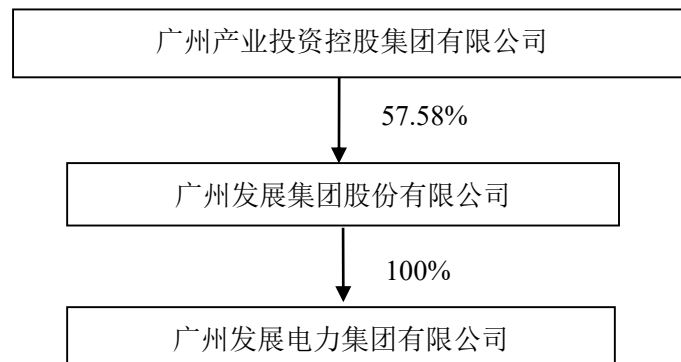 广州产业投资控股集团有限公司
57.58%
广州发展集团股份有限公司
100%
广州发展电力集团有限公司